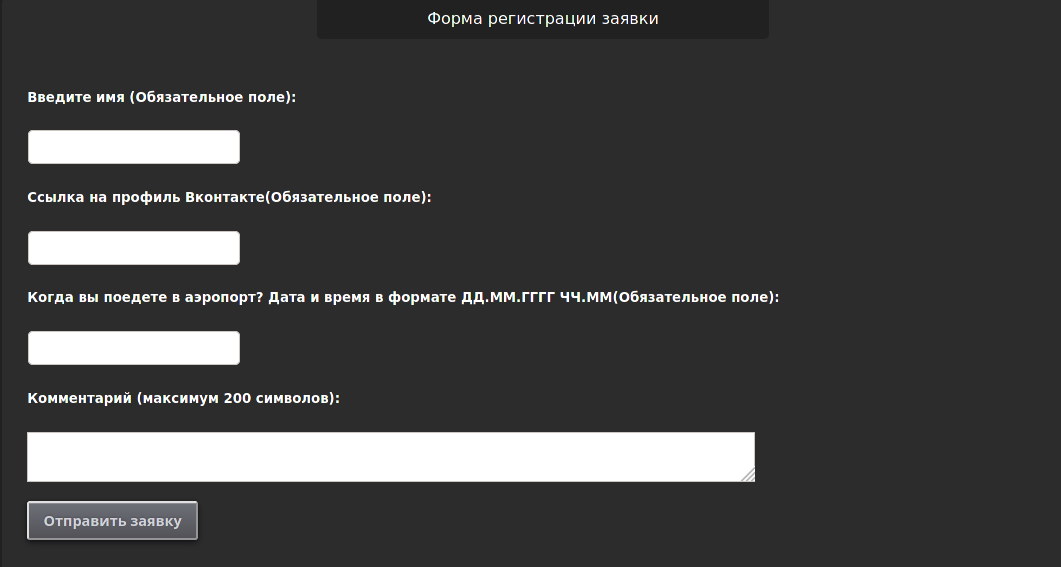 Форма регистрации заявки
Введите имя (Обязательное поле):
Ссылка на профиль Вконтакте(Обязательное поле):
Когда вы поедете в аэропорт? Дата и время в формате ДД.ММ.ГГГГ ЧЧ.ММ(Обязательное поле):
Комментарий (максимум 200 символов):
Отправить заявку